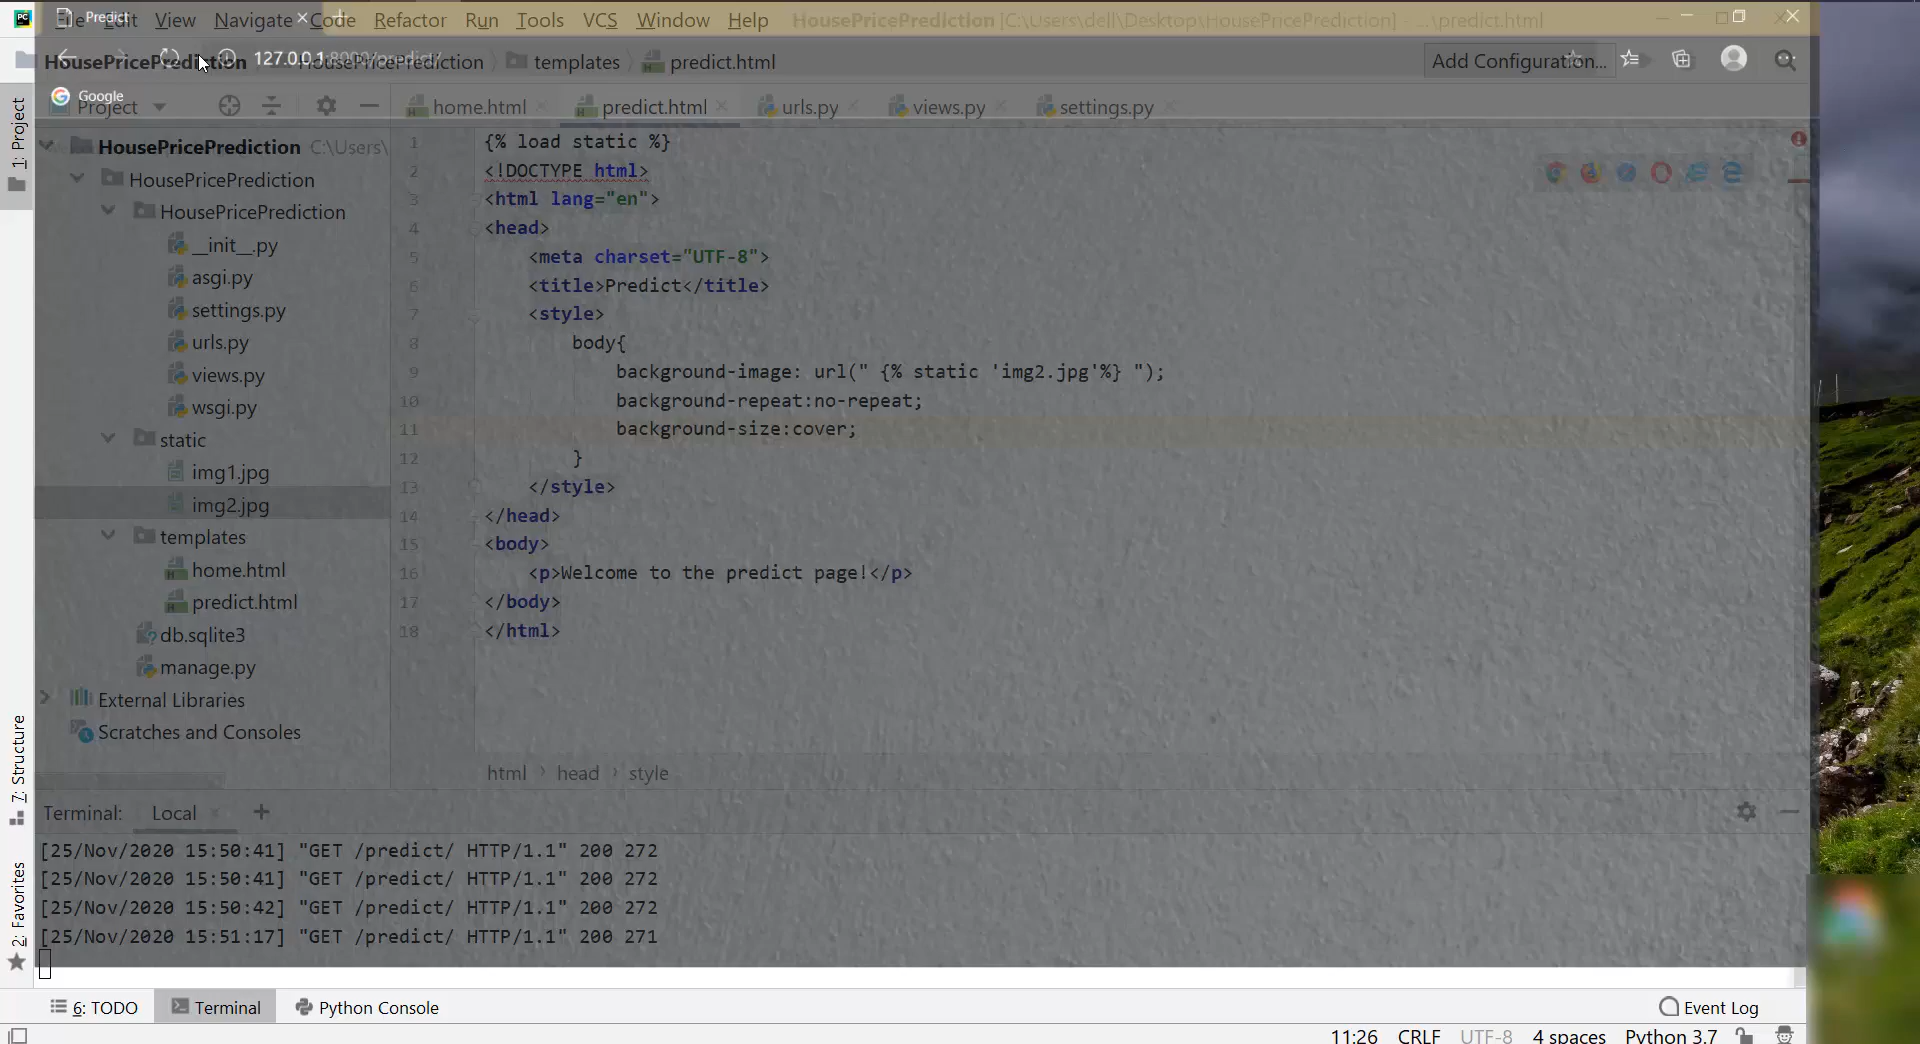 File Edit View Navigate Code Refactor Run Tools VCS Window Help HousePricePrediction [C:\Users\dell\Desktop\HousePricePrediction] - ...\predict.html
Predict
HousePricePrediction HousePricePrediction templates predict.html Add Configuration...
127.0.0.1:8000/predict/
Google
Project home.html predict.html urls.py views.py settings.py
1: Project
HousePricePrediction C:\Users\
HousePricePrediction
HousePricePrediction
__init__.py
asgi.py
settings.py
urls.py
views.py
wsgi.py
static
img1.jpg
img2.jpg
templates
home.html
predict.html
db.sqlite3
manage.py
External Libraries
Scratches and Consoles
1 {% load static %}
2 <!DOCTYPE html>
3 <html lang="en">
4 <head>
5 <meta charset="UTF-8">
6 <title>Predict</title>
7 <style>
8 body{
9 background-image: url(" {% static 'img2.jpg'%} ");
10 background-repeat:no-repeat;
11 background-size:cover;
12 }
13 </style>
14 </head>
15 <body>
16 <p>Welcome to the predict page!</p>
17 </body>
18 </html>
html head style
7: Structure
2: Favorites
Terminal: Local +
[25/Nov/2020 15:50:41] "GET /predict/ HTTP/1.1" 200 272
[25/Nov/2020 15:50:41] "GET /predict/ HTTP/1.1" 200 272
[25/Nov/2020 15:50:42] "GET /predict/ HTTP/1.1" 200 272
[25/Nov/2020 15:51:17] "GET /predict/ HTTP/1.1" 200 271
6: TODO Terminal Python Console Event Log
11:26 CRLF UTF-8 4 spaces Python 3.7